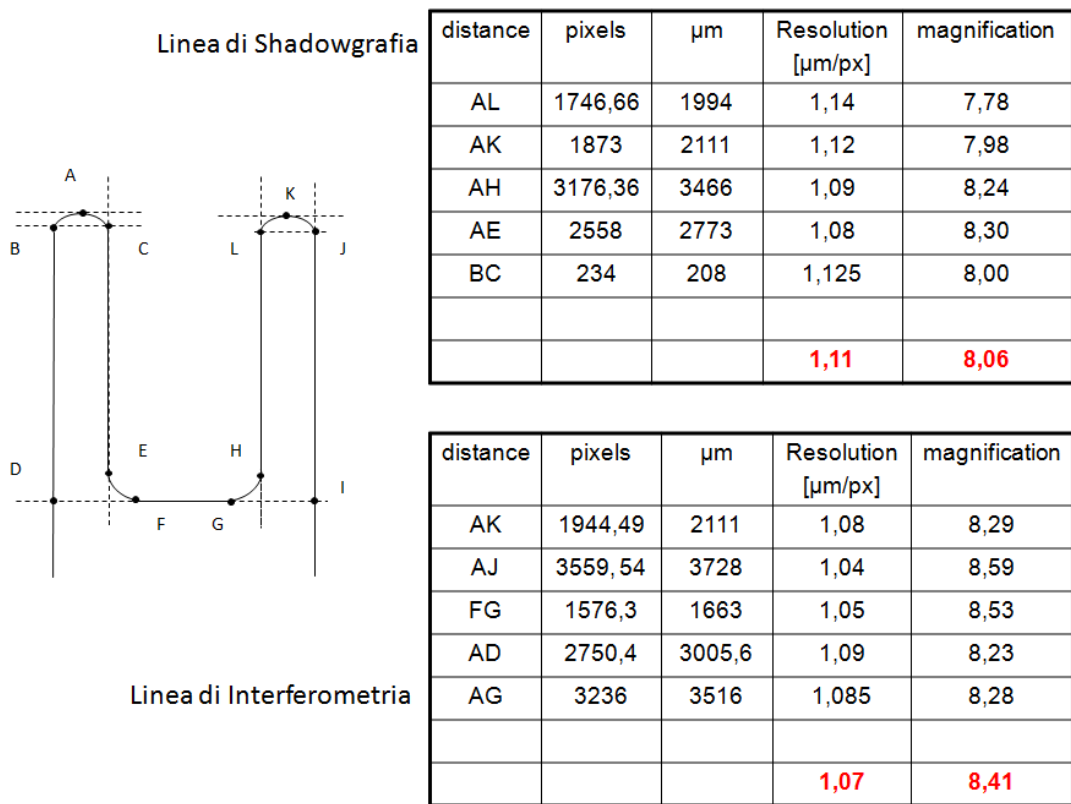 Linea di Shadowgrafia
distance pixels µm Resolution [µm/px] magnification
AL 1746,66 1994 1,14 7,78
AK 1873 2111 1,12 7,98
AH 3176,36 3466 1,09 8,24
AE 2558 2773 1,08 8,30
BC 234 208 1,125 8,00
1,11 8,06
A
K
B
C
L
J
E
H
D
I
F
G
Linea di Interferometria
distance pixels µm Resolution [µm/px] magnification
AK 1944,49 2111 1,08 8,29
AJ 3559,54 3728 1,04 8,59
FG 1576,3 1663 1,05 8,53
AD 2750,4 3005,6 1,09 8,23
AG 3236 3516 1,085 8,28
1,07 8,41